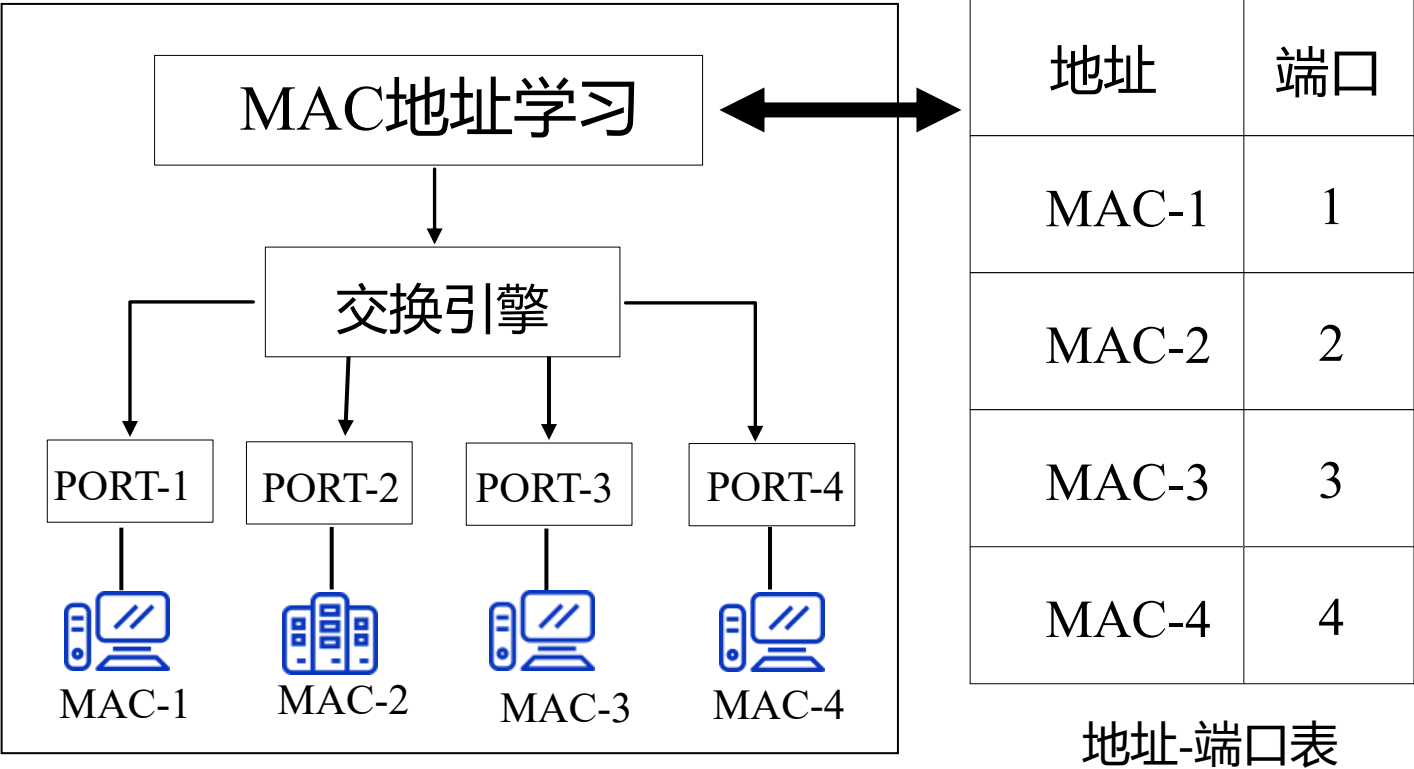 MAC地址学习
交换引擎
PORT-1 PORT-2 PORT-3 PORT-4
MAC-1 MAC-2 MAC-3 MAC-4
地址 端口
MAC-1 1
MAC-2 2
MAC-3 3
MAC-4 4
地址-端口表